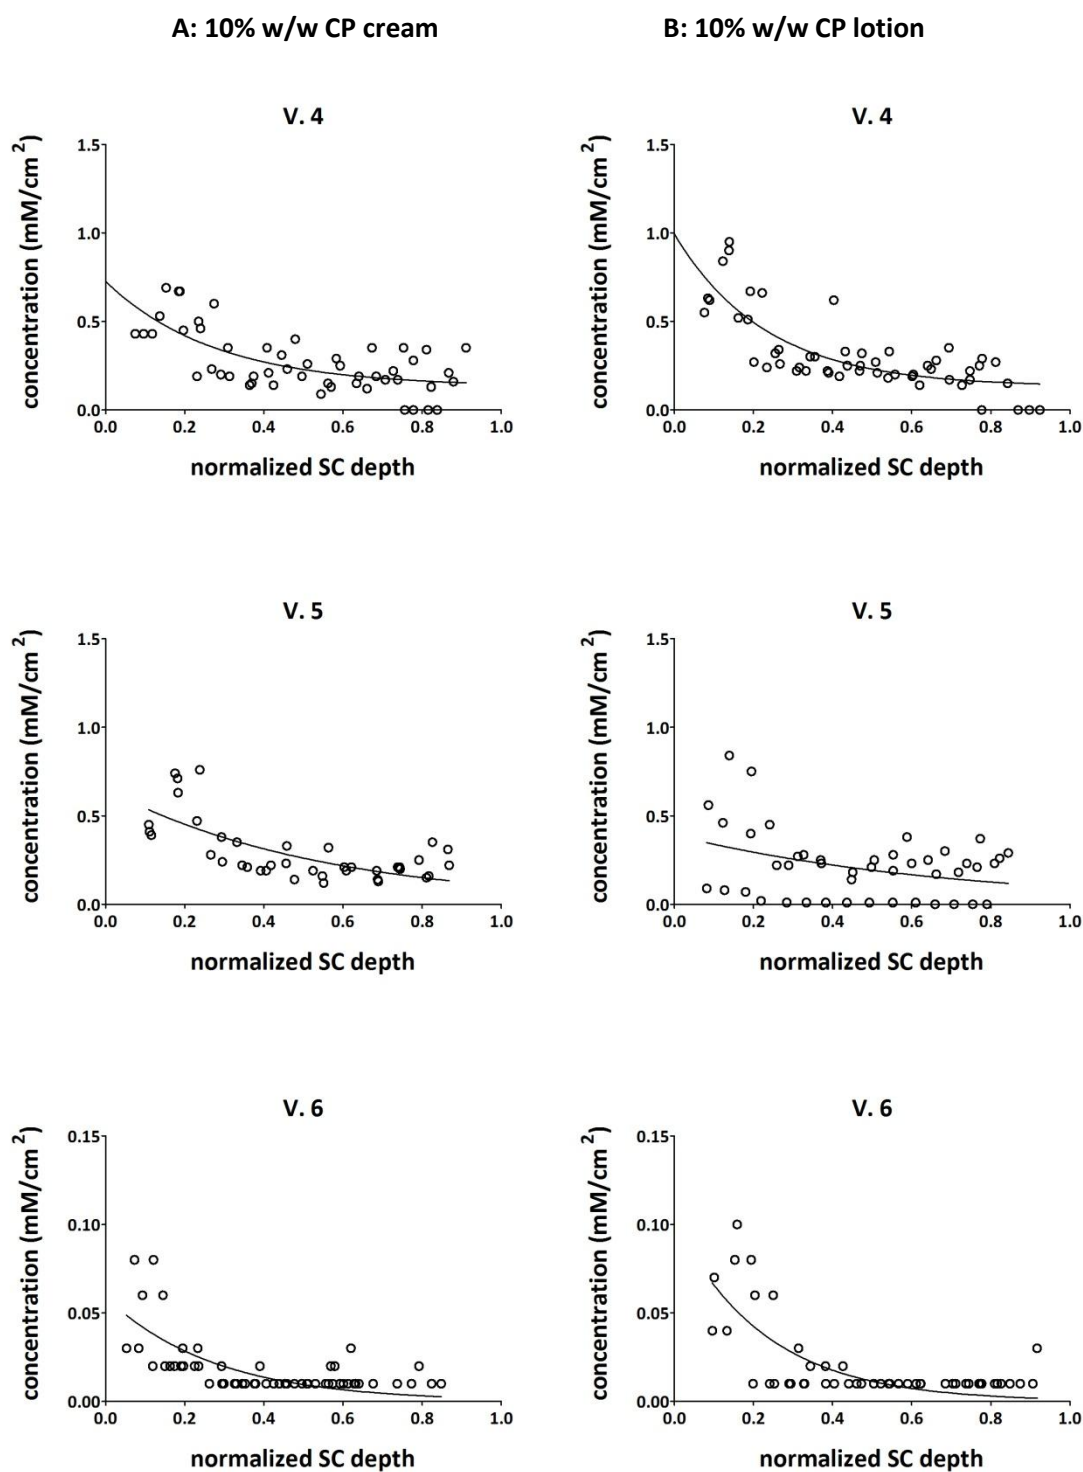 A: 10% w/w CP cream
B: 10% w/w CP lotion
V. 4
concentration (mM/cm²)
1.5
1.0
0.5
0.0
0.0 0.2 0.4 0.6 0.8 1.0
normalized SC depth
V. 4
concentration (mM/cm²)
1.5
1.0
0.5
0.0
0.0 0.2 0.4 0.6 0.8 1.0
normalized SC depth
V. 5
concentration (mM/cm²)
1.5
1.0
0.5
0.0
0.0 0.2 0.4 0.6 0.8 1.0
normalized SC depth
V. 5
concentration (mM/cm²)
1.5
1.0
0.5
0.0
0.0 0.2 0.4 0.6 0.8 1.0
normalized SC depth
V. 6
concentration (mM/cm²)
0.15
0.10
0.05
0.00
0.0 0.2 0.4 0.6 0.8 1.0
normalized SC depth
V. 6
concentration (mM/cm²)
0.15
0.10
0.05
0.00
0.0 0.2 0.4 0.6 0.8 1.0
normalized SC depth